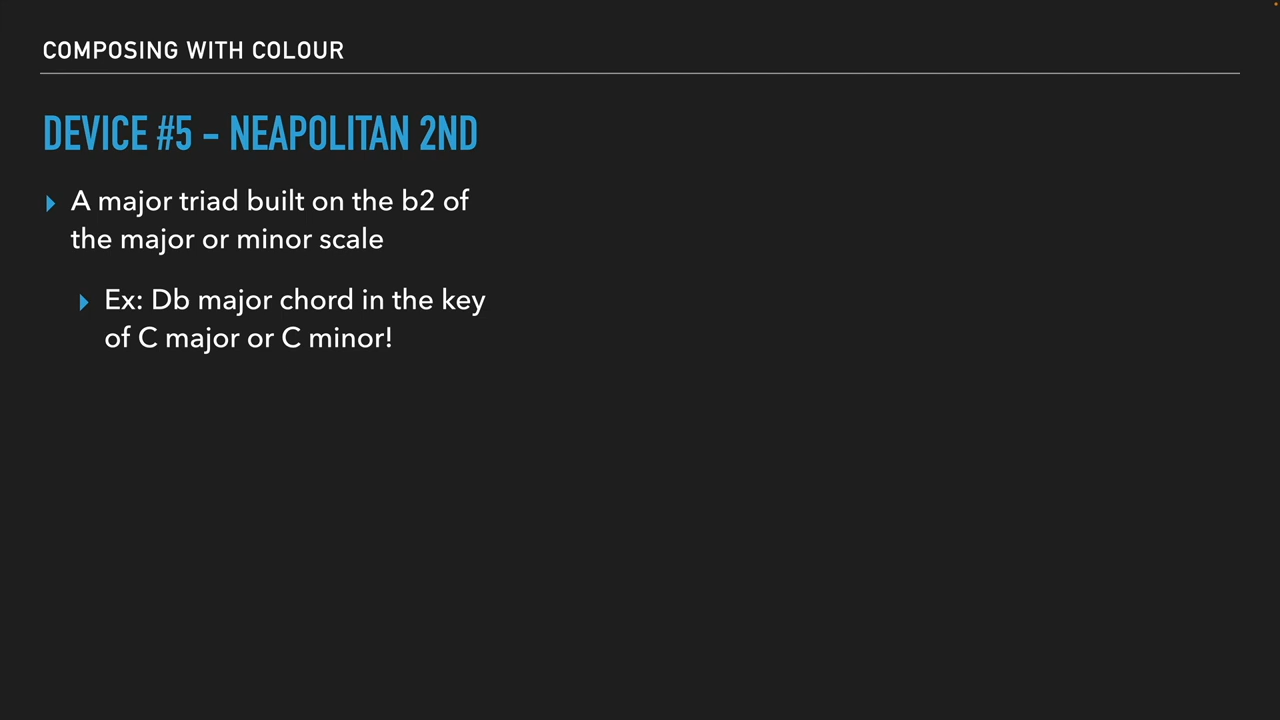 COMPOSING WITH COLOUR
DEVICE #5 - NEAPOLITAN 2ND
A major triad built on the b2 of
the major or minor scale
Ex: Db major chord in the key
of C major or C minor!